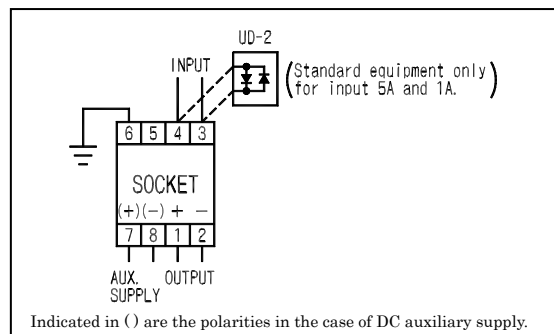 UD-2
INPUT
(Standard equipment only
for input 5A and 1A.)
6 5 4 3
SOCKET
(+) (−) + −
7 8 1 2
AUX. SUPPLY
OUTPUT
Indicated in ( ) are the polarities in the case of DC auxiliary supply.